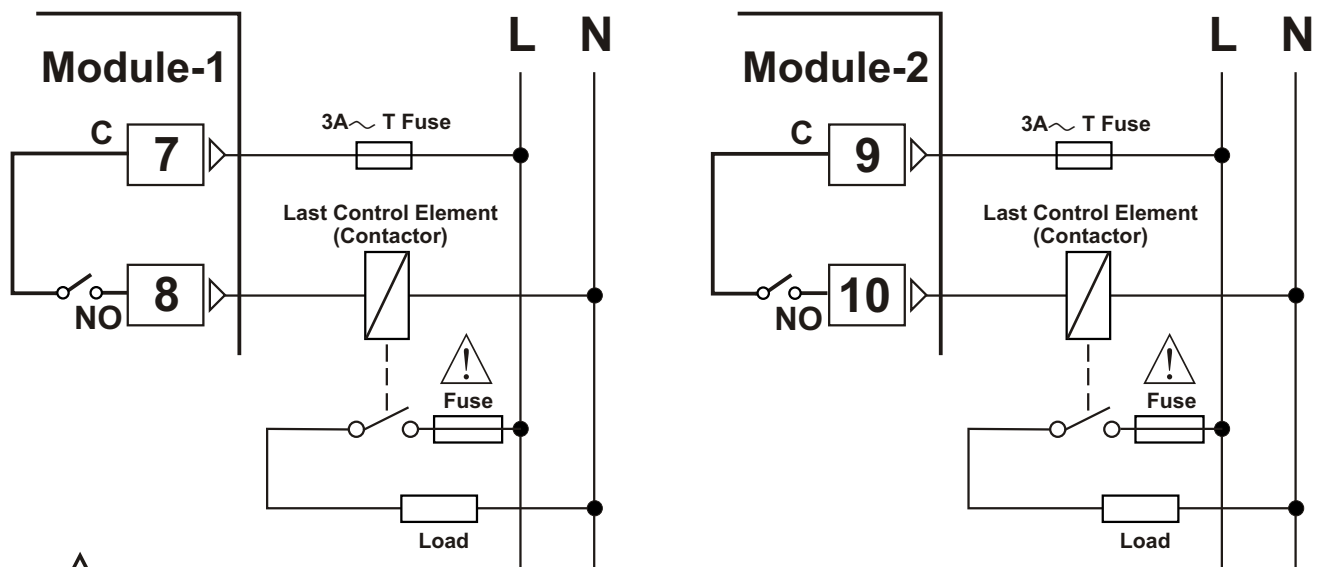 L N
Module-1
3A~ T Fuse
C
7
Last Control Element
(Contactor)
8
NO
!
Fuse
Load
L N
Module-2
3A~ T Fuse
C
9
Last Control Element
(Contactor)
10
NO
!
Fuse
Load